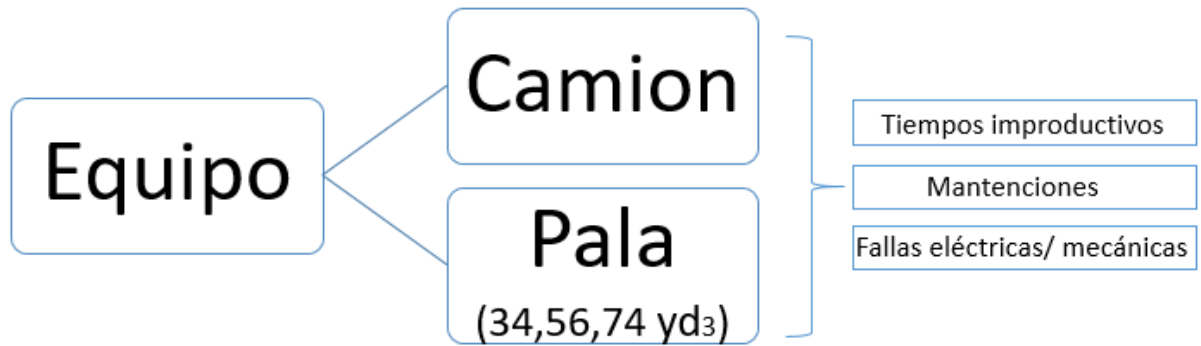 Equipo
Camion
Pala
(34,56,74 yd3)
Tiempos improductivos
Mantenciones
Fallas eléctricas/ mecánicas